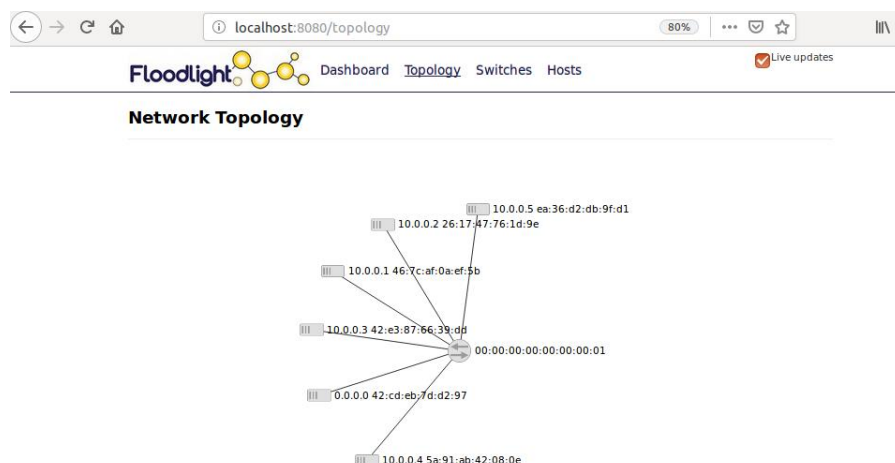 localhost:8080/topology
80%
Floodlight
Dashboard Topology Switches Hosts
Live updates
Network Topology
10.0.0.5 ea:36:d2:db:9f:d1
10.0.0.2 26:17:47:76:1d:9e
10.0.0.1 46:7c:af:0a:ef:5b
10.0.0.3 42:e3:87:66:39:dd
00:00:00:00:00:00:00:01
0.0.0.0 42:cd:eb:7d:d2:97
10.0.0.4 5a:91:ab:42:08:0e